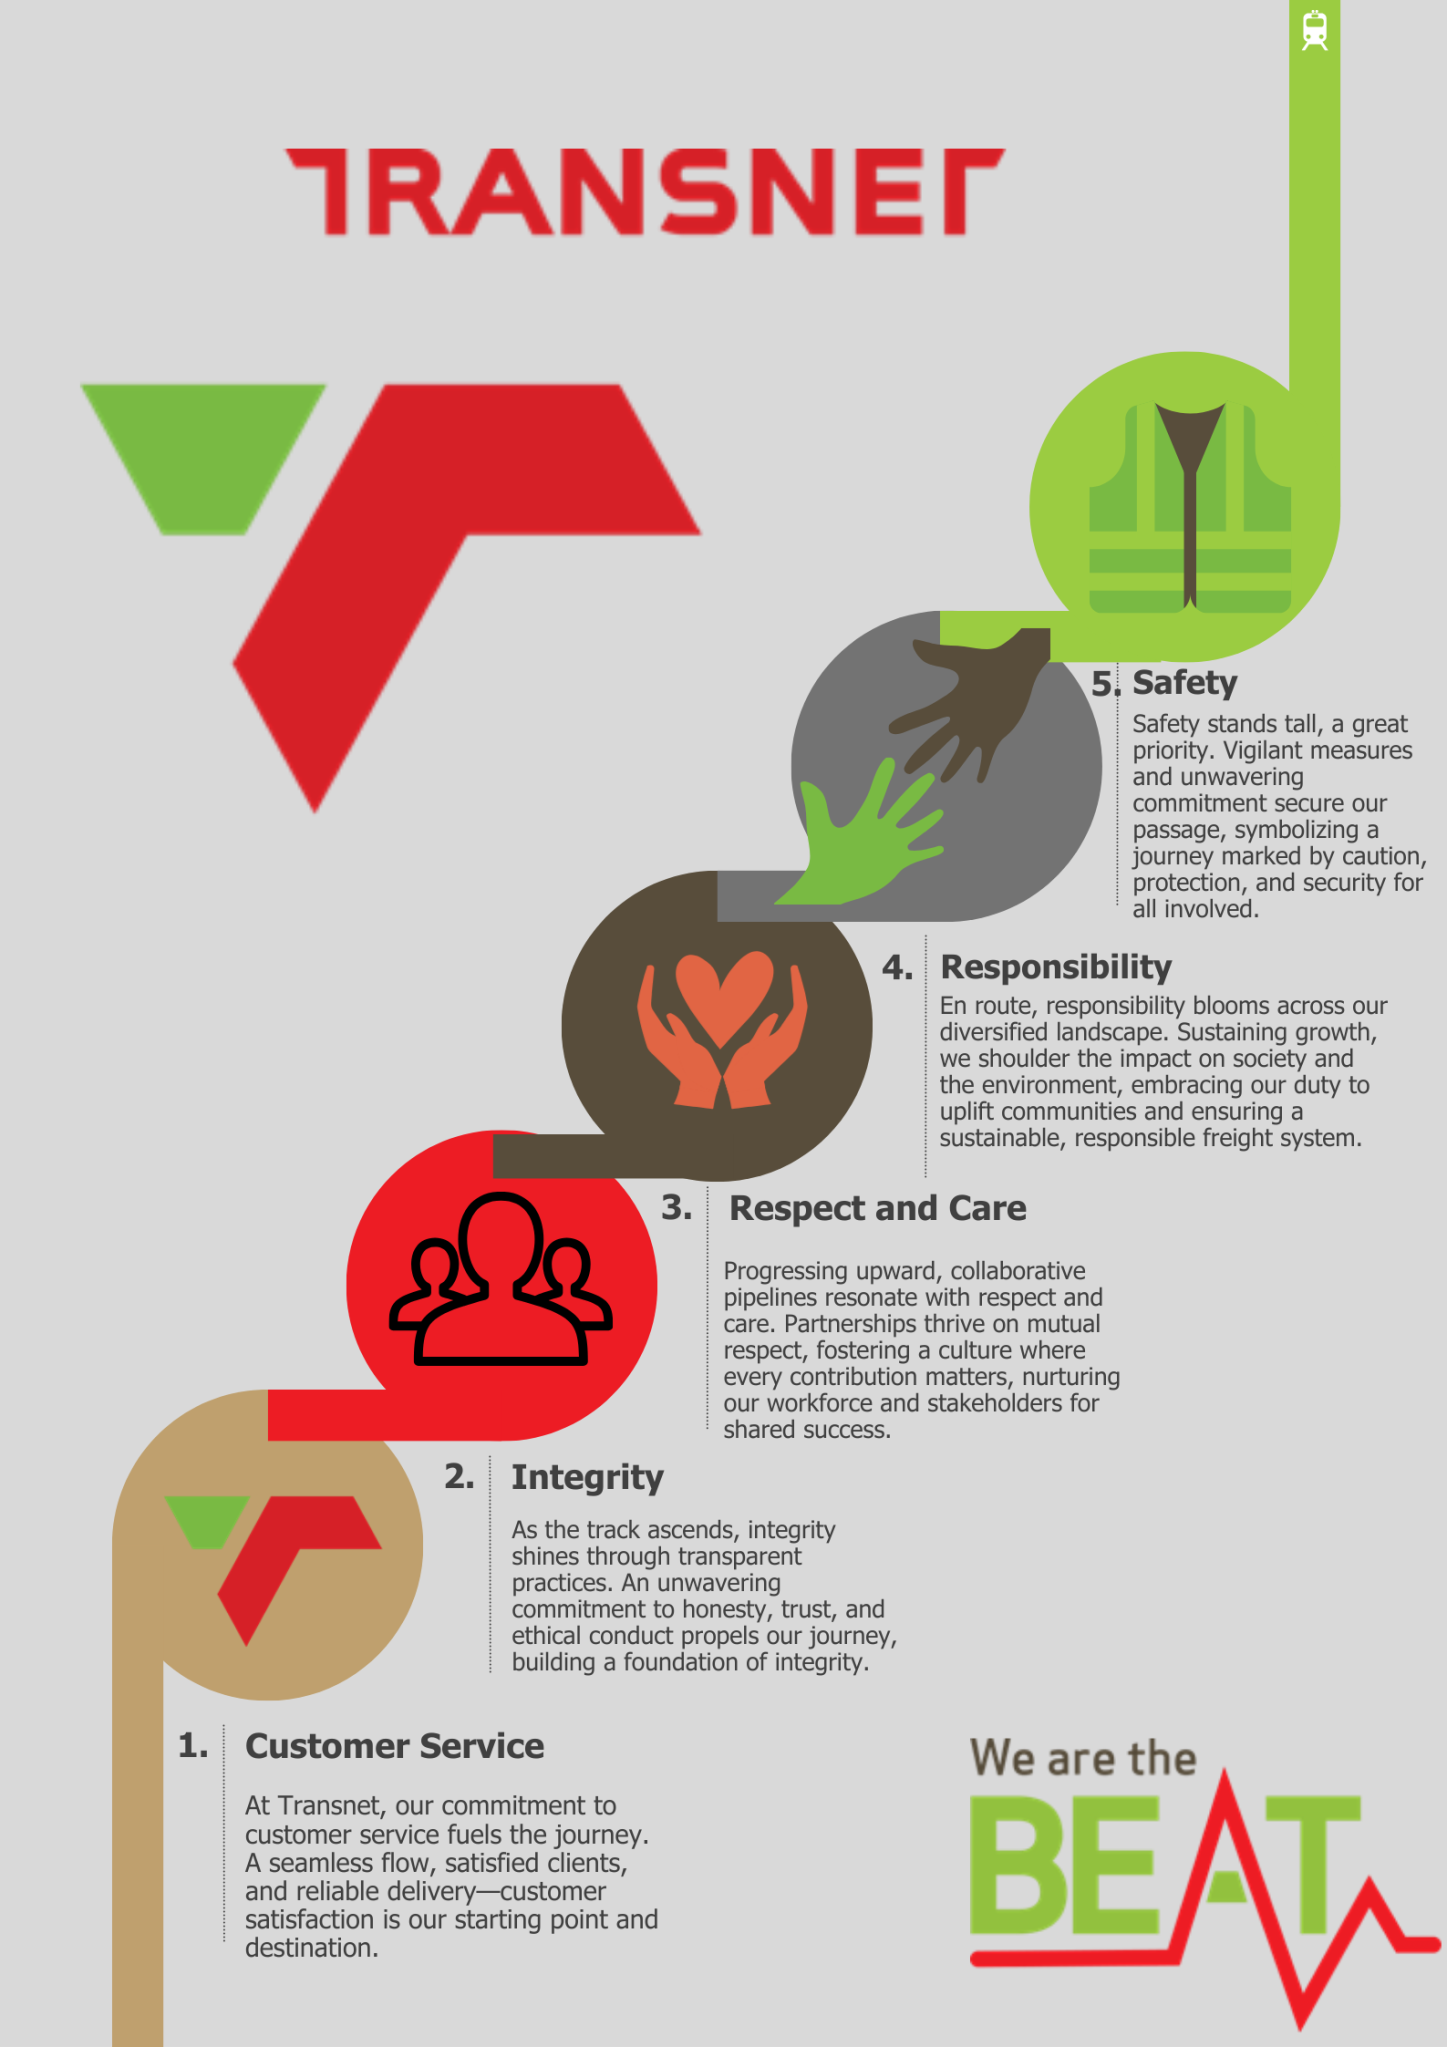 TRANSNET
5. Safety
Safety stands tall, a great
priority. Vigilant measures
and unwavering
commitment secure our
passage, symbolizing a
journey marked by caution,
protection, and security for
all involved.
4. Responsibility
En route, responsibility blooms across our
diversified landscape. Sustaining growth,
we shoulder the impact on society and
the environment, embracing our duty to
uplift communities and ensuring a
sustainable, responsible freight system.
3. Respect and Care
Progressing upward, collaborative
pipelines resonate with respect and
care. Partnerships thrive on mutual
respect, fostering a culture where
every contribution matters, nurturing
our workforce and stakeholders for
shared success.
2. Integrity
As the track ascends, integrity
shines through transparent
practices. An unwavering
commitment to honesty, trust, and
ethical conduct propels our journey,
building a foundation of integrity.
1. Customer Service
At Transnet, our commitment to
customer service fuels the journey.
A seamless flow, satisfied clients,
and reliable delivery—customer
satisfaction is our starting point and
destination.
We are the
BEAT